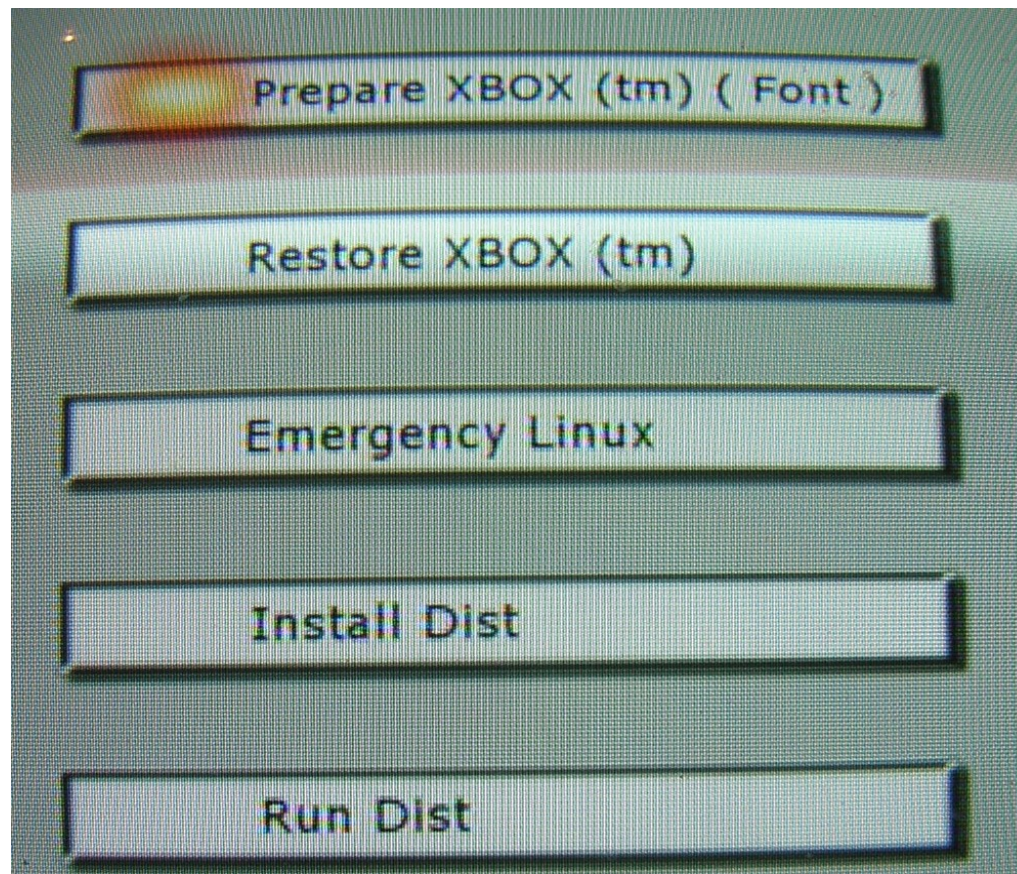 Prepare XBOX (tm) ( Font )
Restore XBOX (tm)
Emergency Linux
Install Dist
Run Dist